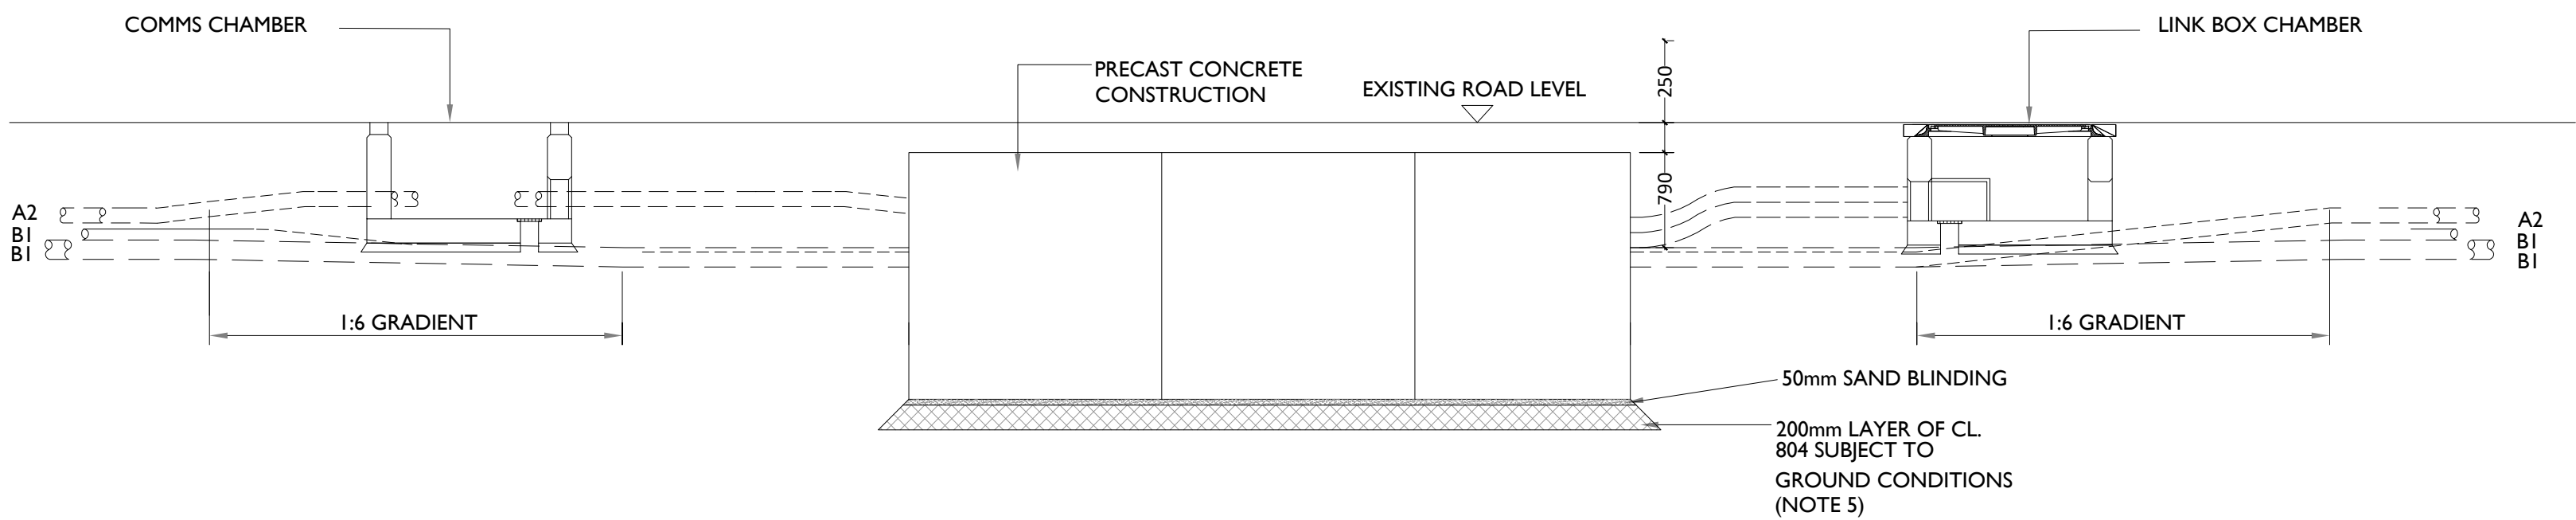 COMMS CHAMBER
LINK BOX CHAMBER
PRECAST CONCRETE
CONSTRUCTION
EXISTING ROAD LEVEL
250
790
A2
B1
B1
A2
B1
B1
1:6 GRADIENT
1:6 GRADIENT
50mm SAND BLINDING
200mm LAYER OF CL.
804 SUBJECT TO
GROUND CONDITIONS
(NOTE 5)